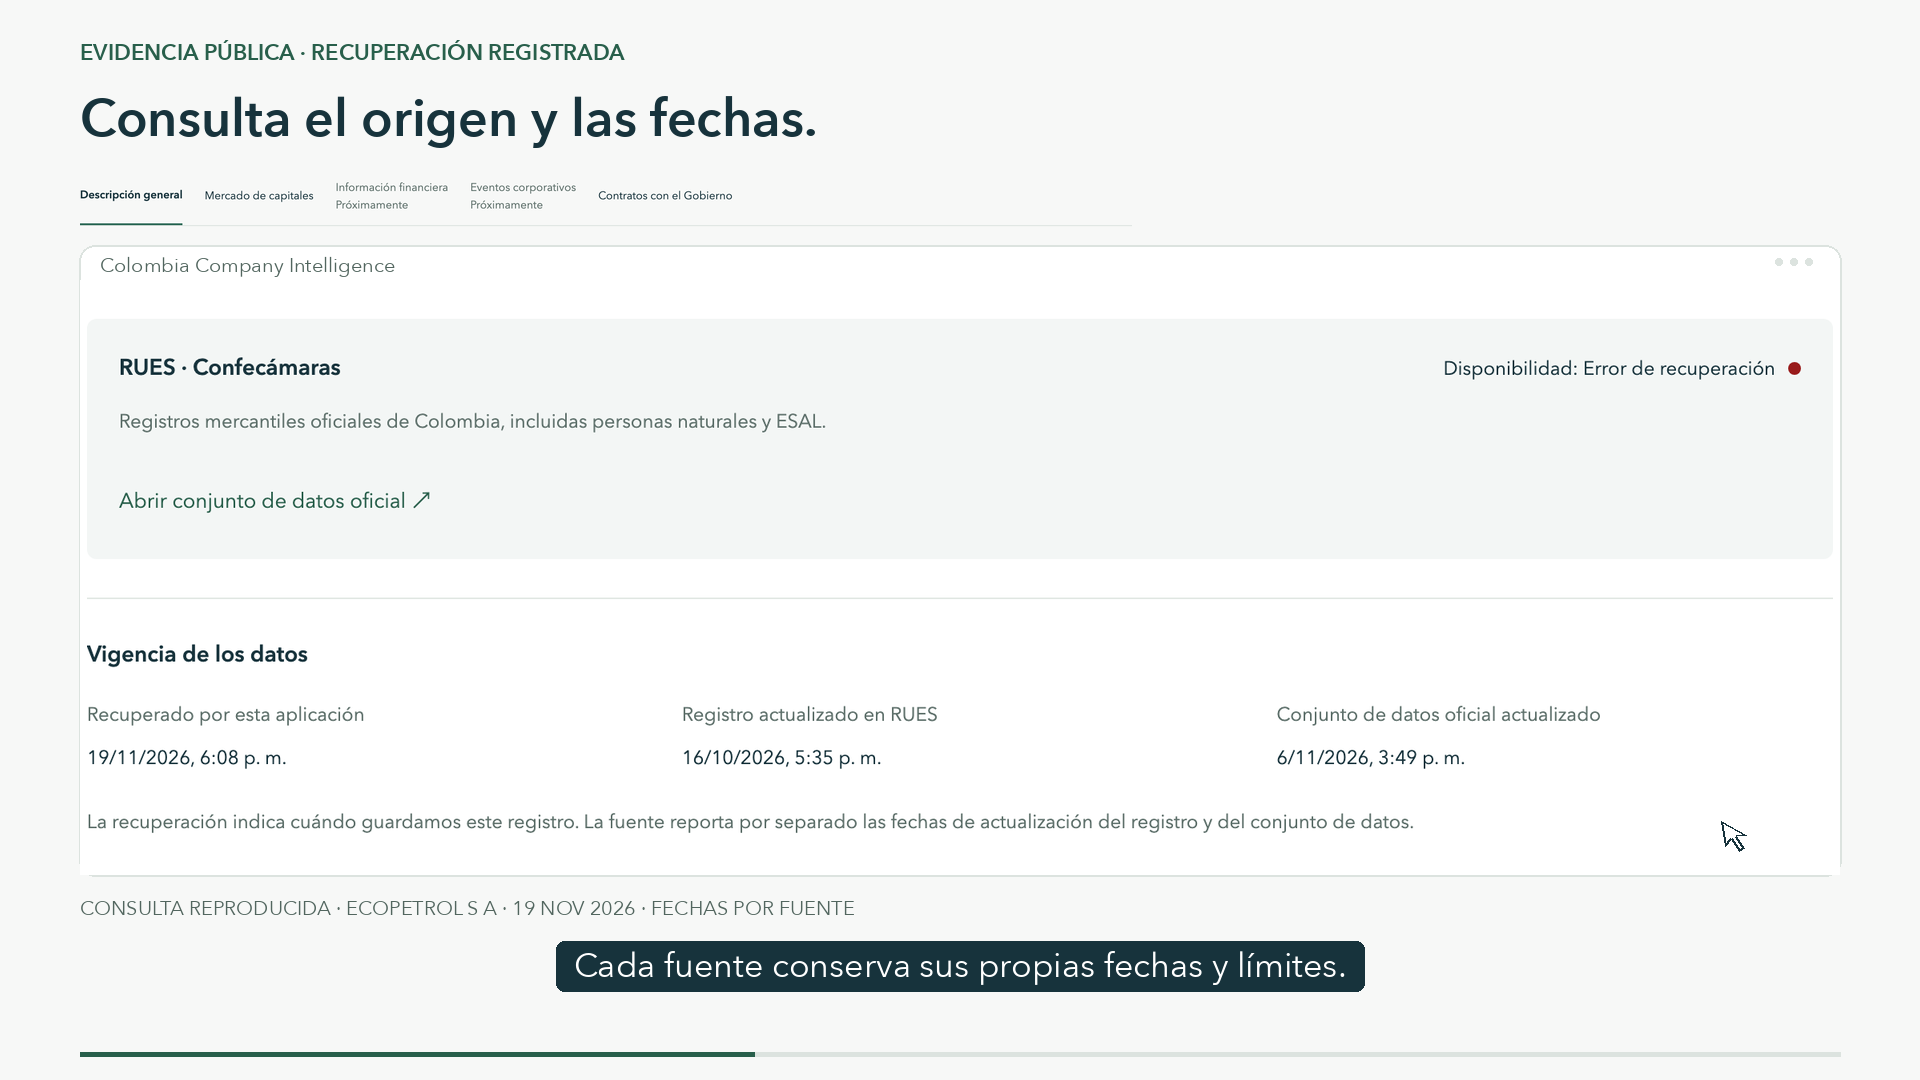 EVIDENCIA PÚBLICA · RECUPERACIÓN REGISTRADA
Consulta el origen y las fechas.
Descripción general
Mercado de capitales
Información financiera
Próximamente
Eventos corporativos
Próximamente
Contratos con el Gobierno
Colombia Company Intelligence
RUES · Confecámaras
Disponibilidad: Error de recuperación
Registros mercantiles oficiales de Colombia, incluidas personas naturales y ESAL.
Abrir conjunto de datos oficial ↗
Vigencia de los datos
Recuperado por esta aplicación
19/11/2026, 6:08 p. m.
Registro actualizado en RUES
16/10/2026, 5:35 p. m.
Conjunto de datos oficial actualizado
6/11/2026, 3:49 p. m.
La recuperación indica cuándo guardamos este registro. La fuente reporta por separado las fechas de actualización del registro y del conjunto de datos.
CONSULTA REPRODUCIDA · ECOPETROL S A · 19 NOV 2026 · FECHAS POR FUENTE
Cada fuente conserva sus propias fechas y límites.